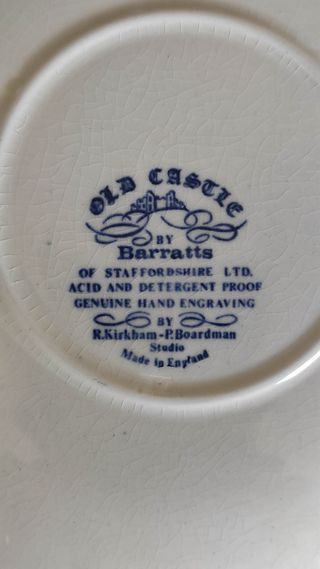 OLD CASTLE
BY
Barratts
OF STAFFORDSHIRE LTD.
ACID AND DETERGENT PROOF
GENUINE HAND ENGRAVING
BY
R.Kirkham-P.Boardman
Studio
Made in England